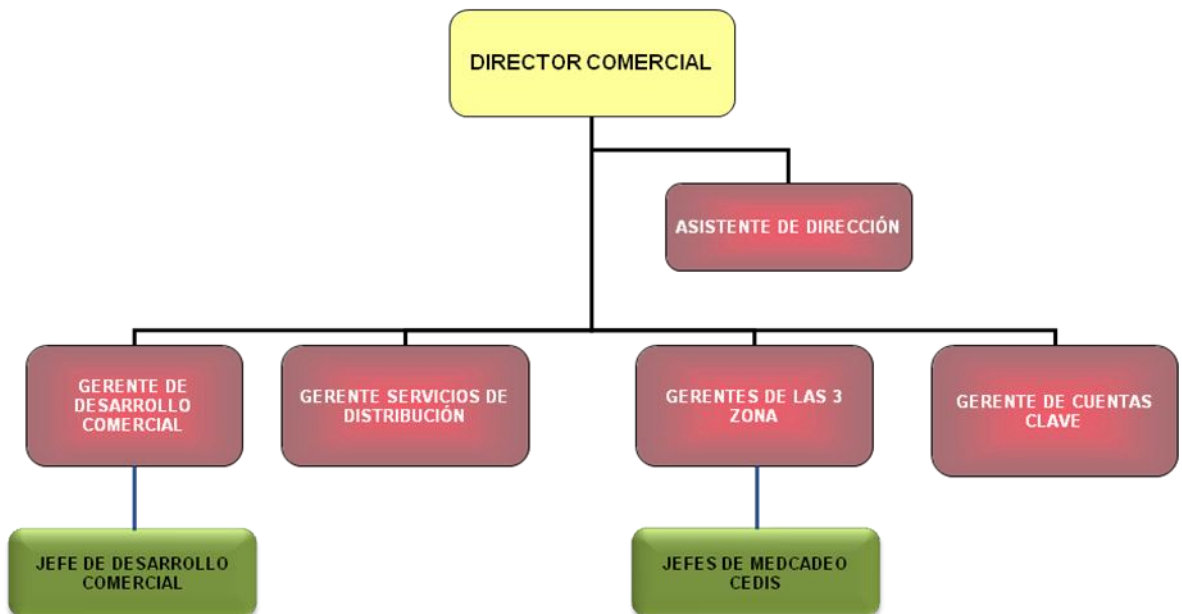 DIRECTOR COMERCIAL
ASISTENTE DE DIRECCIÓN
GERENTE DE
DESARROLLO
COMERCIAL
GERENTE SERVICIOS DE
DISTRIBUCIÓN
GERENTES DE LAS 3
ZONA
GERENTE DE CUENTAS
CLAVE
JEFE DE DESARROLLO
COMERCIAL
JEFES DE MEDCADEO
CEDIS